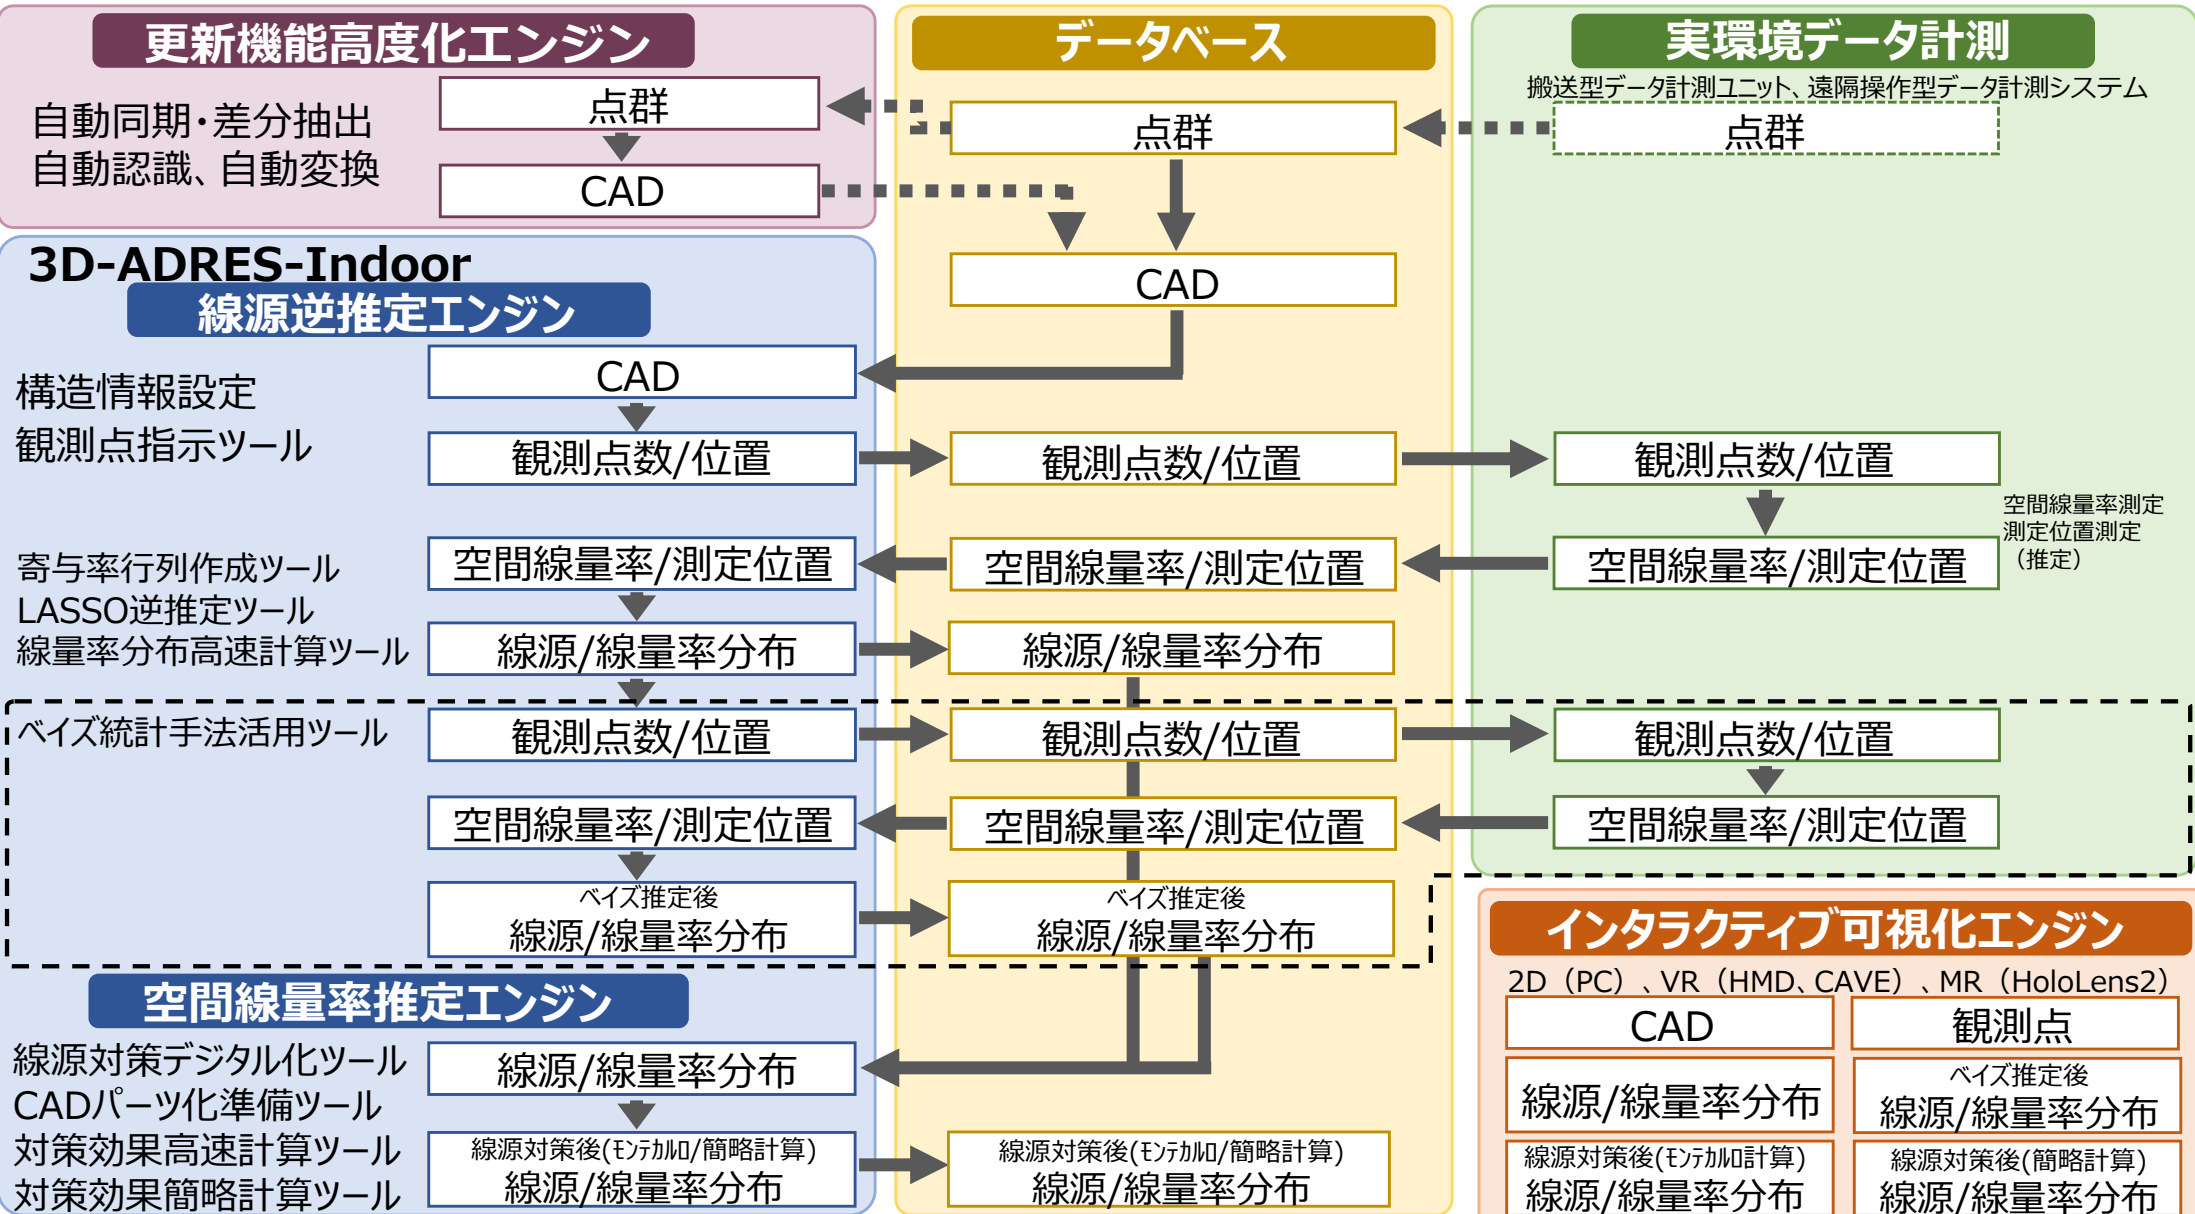 更新機能高度化エンジン
自動同期・差分抽出
自動認識、自動変換
点群
CAD
データベース
点群
CAD
実環境データ計測
搬送型データ計測ユニット、遠隔操作型データ計測システム
点群
3D-ADRES-Indoor
線源逆推定エンジン
構造情報設定
観測点指示ツール
CAD
観測点数/位置
観測点数/位置
観測点数/位置
空間線量率測定
測定位置測定
（推定）
寄与率行列作成ツール
LASSO逆推定ツール
線量率分布高速計算ツール
空間線量率/測定位置
空間線量率/測定位置
空間線量率/測定位置
線源/線量率分布
線源/線量率分布
ベイズ統計手法活用ツール
観測点数/位置
観測点数/位置
観測点数/位置
空間線量率/測定位置
空間線量率/測定位置
空間線量率/測定位置
ベイズ推定後
線源/線量率分布
ベイズ推定後
線源/線量率分布
空間線量率推定エンジン
線源対策デジタル化ツール
CADパーツ化準備ツール
対策効果高速計算ツール
対策効果簡略計算ツール
線源/線量率分布
線源対策後(ﾓﾝﾃｶﾙﾛ/簡略計算)
線源/線量率分布
線源対策後(ﾓﾝﾃｶﾙﾛ/簡略計算)
線源/線量率分布
インタラクティブ可視化エンジン
2D（PC）、VR（HMD、CAVE）、MR（HoloLens2）
CAD
観測点
線源/線量率分布
ベイズ推定後
線源/線量率分布
線源対策後(ﾓﾝﾃｶﾙﾛ計算)
線源/線量率分布
線源対策後(簡略計算)
線源/線量率分布